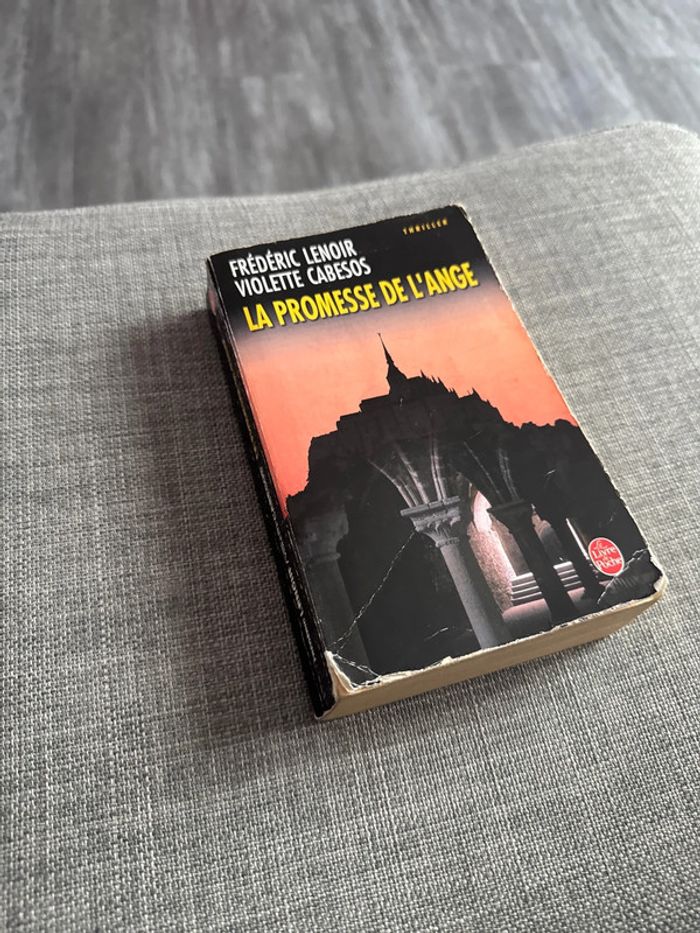 THRILLER
FRÉDÉRIC LENOIR
VIOLETTE CABESOS
LA PROMESSE DE L'ANGE
Le
Livre
de
Poche